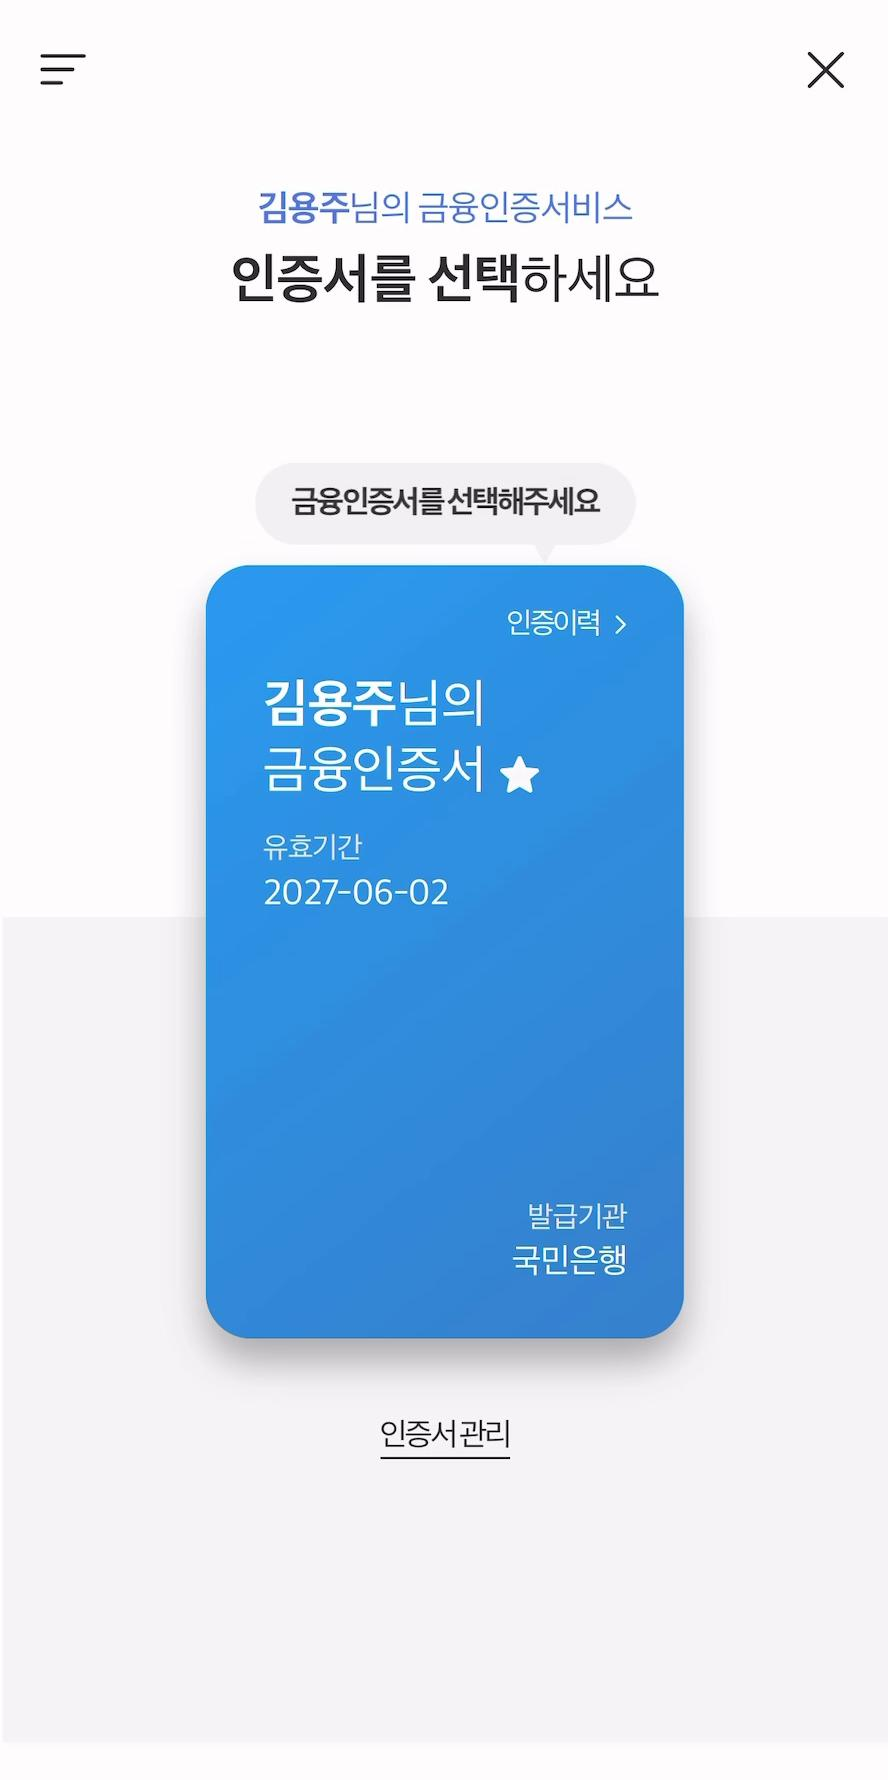 김용주님의 금융인증서비스
인증서를 선택하세요
금융인증서를 선택해주세요
인증이력
김용주님의
금융인증서
유효기간
2027-06-02
발급기관
국민은행
인증서 관리